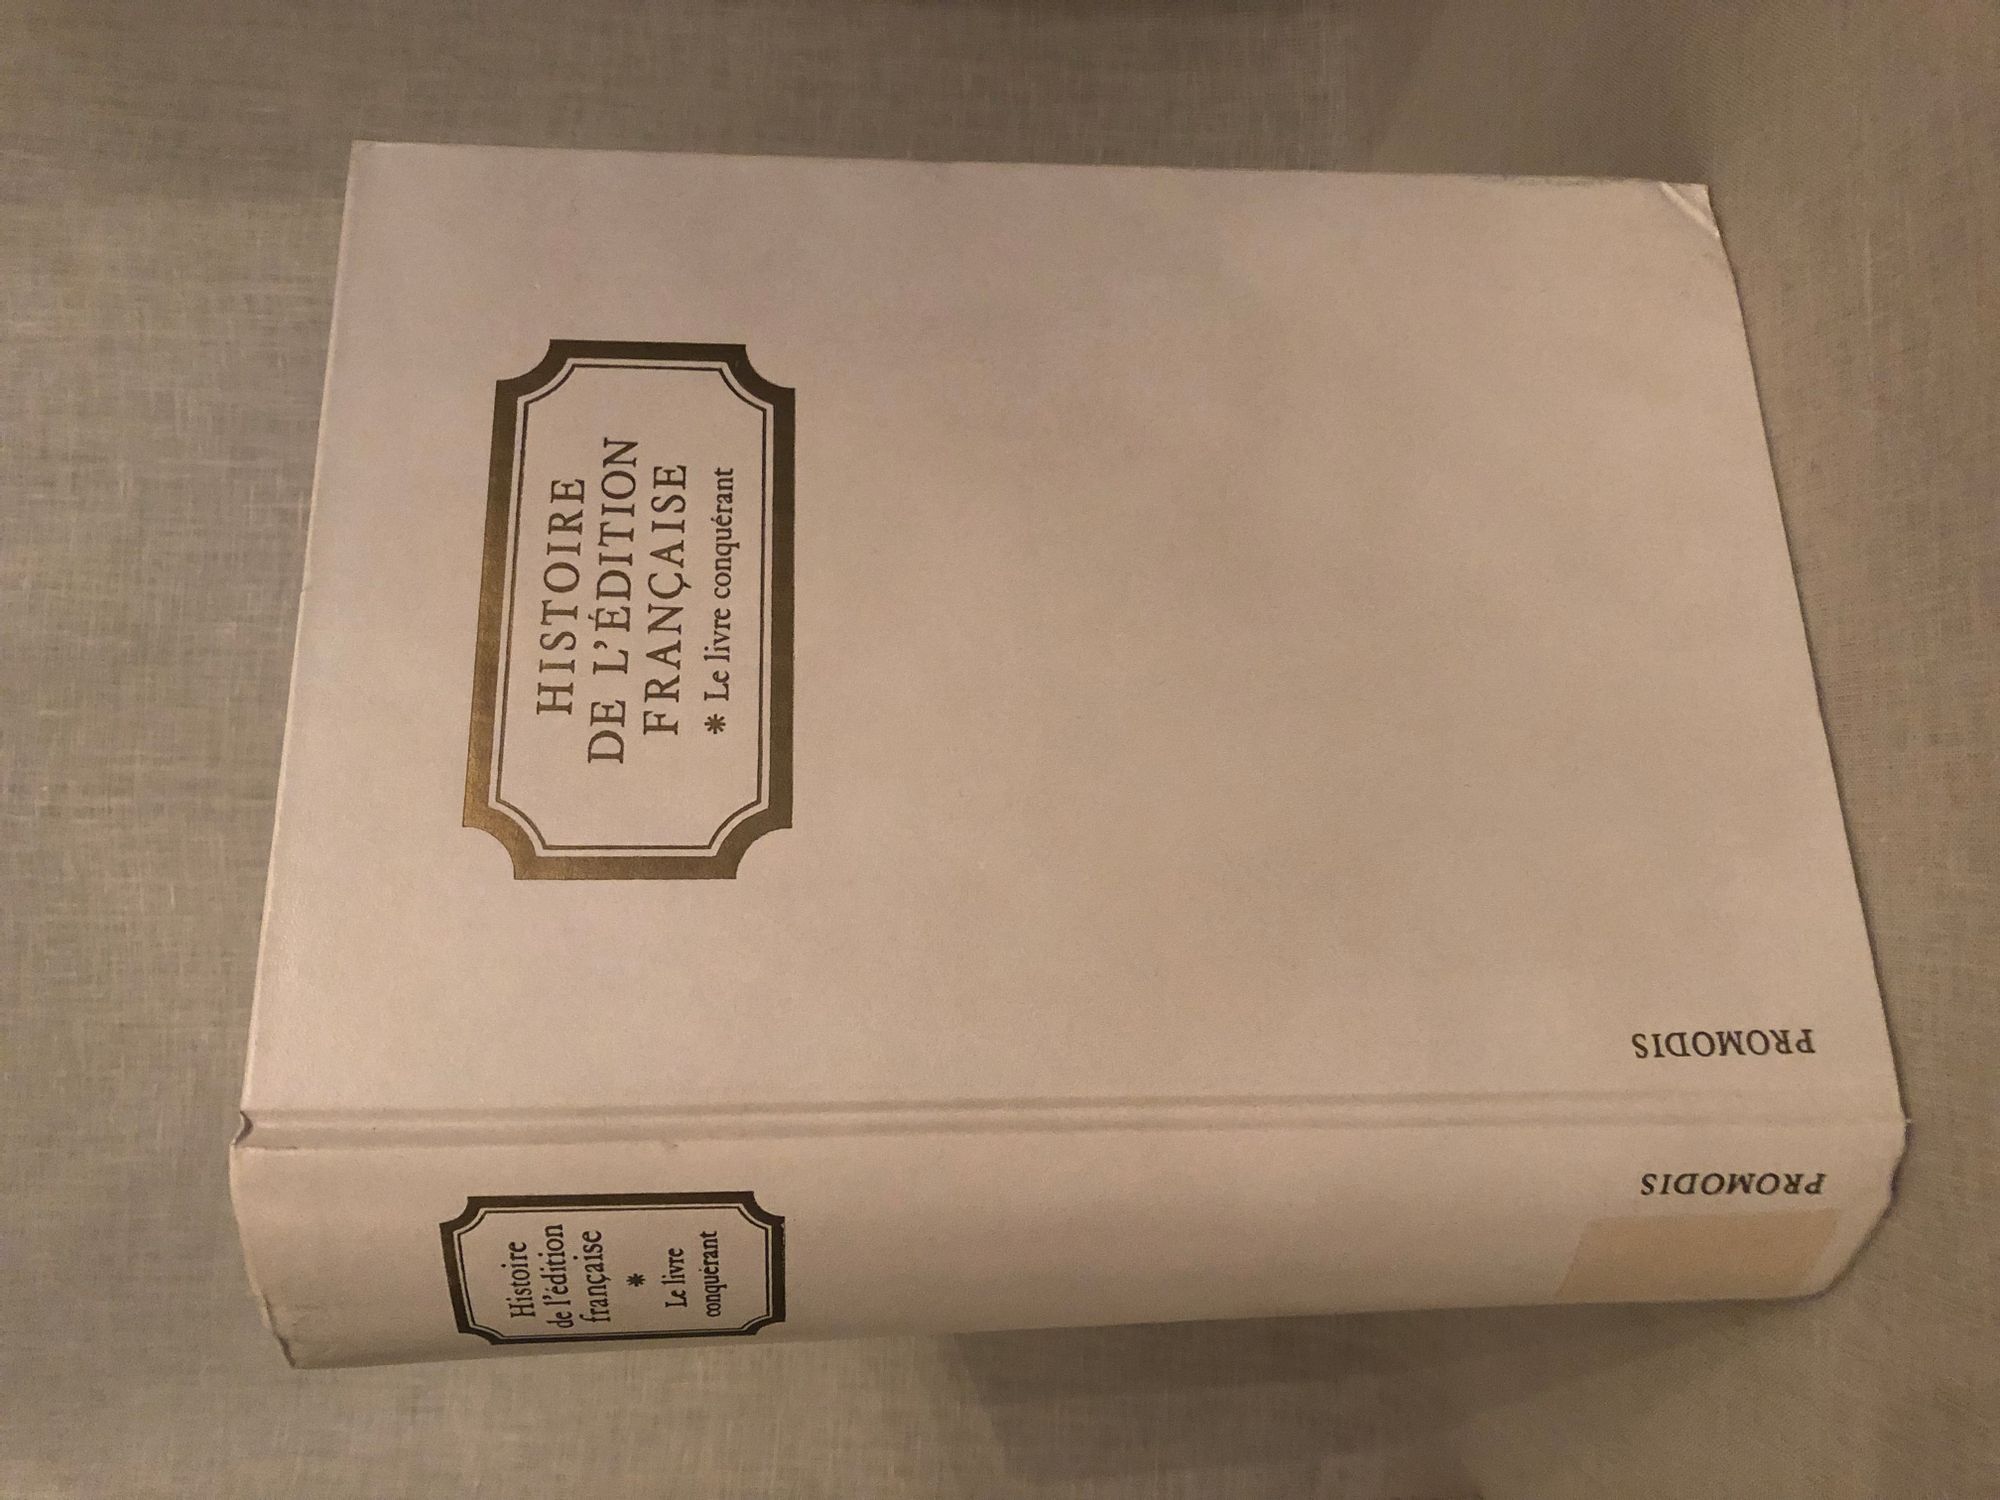 HISTOIRE
DE L'ÉDITION
FRANÇAISE
* Le livre conquérant
PROMODIS
Histoire
de l'édition
française
*
Le livre
conquérant
PROMODIS